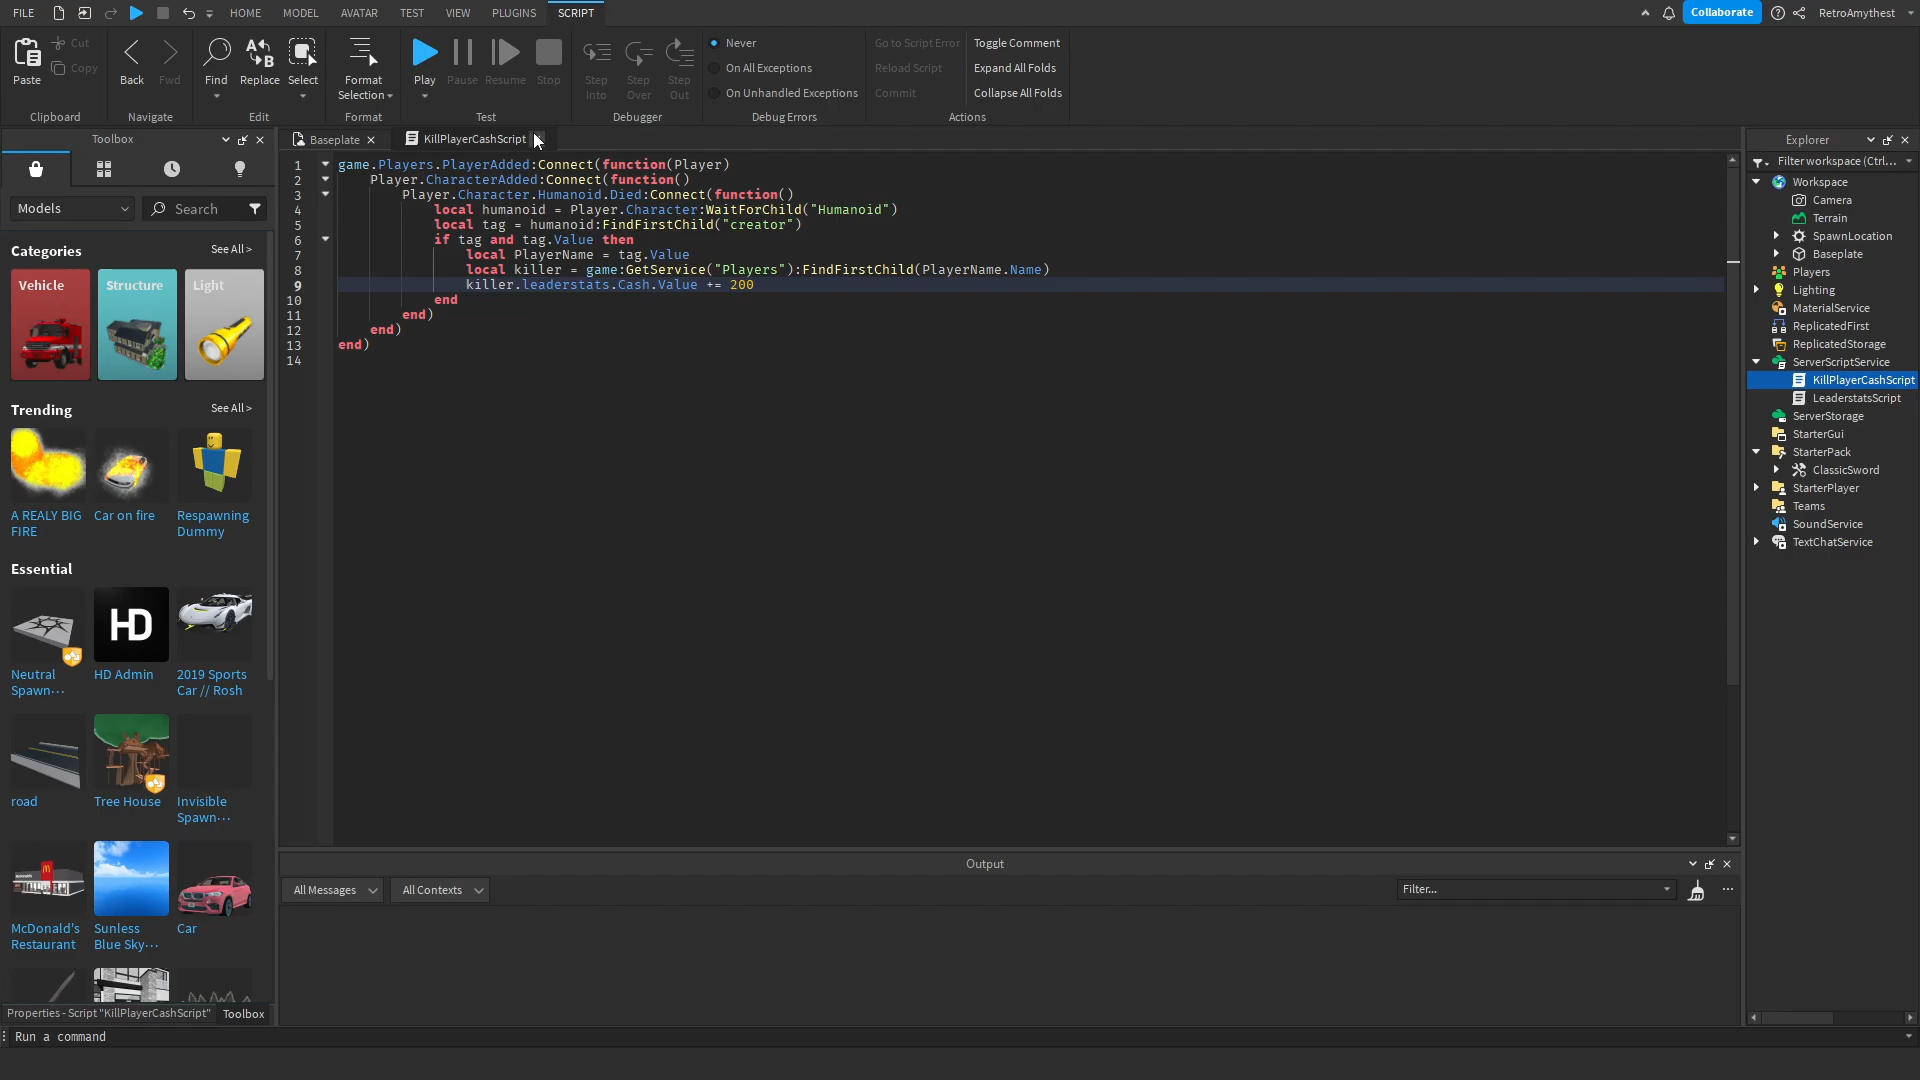 FILE HOME MODEL AVATAR TEST VIEW PLUGINS SCRIPT Collaborate RetroAmythest
Paste Cut Copy
Clipboard
Back Fwd
Navigate
Find Replace Select
Edit
Format Selection
Format
Play Pause Resume Stop
Test
Step Into Step Over Step Out
Debugger
Never
On All Exceptions
On Unhandled Exceptions
Debug Errors
Go to Script Error
Reload Script
Commit
Toggle Comment
Expand All Folds
Collapse All Folds
Actions
Toolbox
Models Search
Categories See All >
Vehicle Structure Light
Trending See All >
A REALY BIG FIRE
Car on fire
Respawning Dummy
Essential
HD
Neutral Spawn...
HD Admin
2019 Sports Car // Rosh
road
Tree House
Invisible Spawn...
McDonald's Restaurant
Sunless Blue Sky...
Car
Properties - Script "KillPlayerCashScript" Toolbox
Baseplate KillPlayerCashScript
1 game.Players.PlayerAdded:Connect(function(Player)
2 Player.CharacterAdded:Connect(function()
3 Player.Character.Humanoid.Died:Connect(function()
4 local humanoid = Player.Character:WaitForChild("Humanoid")
5 local tag = humanoid:FindFirstChild("creator")
6 if tag and tag.Value then
7 local PlayerName = tag.Value
8 local killer = game:GetService("Players"):FindFirstChild(PlayerName.Name)
9 killer.leaderstats.Cash.Value += 200
10 end
11 end)
12 end)
13 end)
14
Output
All Messages All Contexts Filter...
Explorer
Filter workspace (Ctrl...
Workspace
Camera
Terrain
SpawnLocation
Baseplate
Players
Lighting
MaterialService
ReplicatedFirst
ReplicatedStorage
ServerScriptService
KillPlayerCashScript
LeaderstatsScript
ServerStorage
StarterGui
StarterPack
ClassicSword
StarterPlayer
Teams
SoundService
TextChatService
Run a command